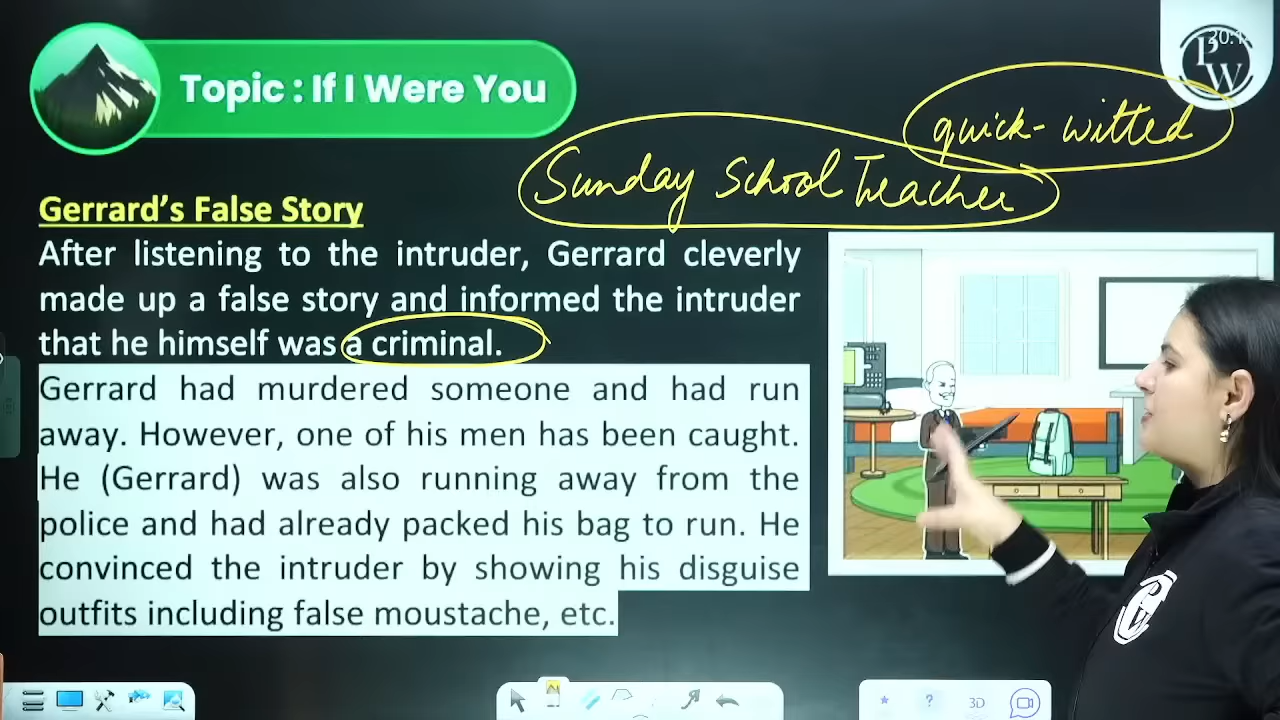 Topic : If I Were You
PW
quick-witted
Sunday School Teacher
Gerrard's False Story
After listening to the intruder, Gerrard cleverly
made up a false story and informed the intruder
that he himself was a criminal.
Gerrard had murdered someone and had run
away. However, one of his men has been caught.
He (Gerrard) was also running away from the
police and had already packed his bag to run. He
convinced the intruder by showing his disguise
outfits including false moustache, etc.
3D